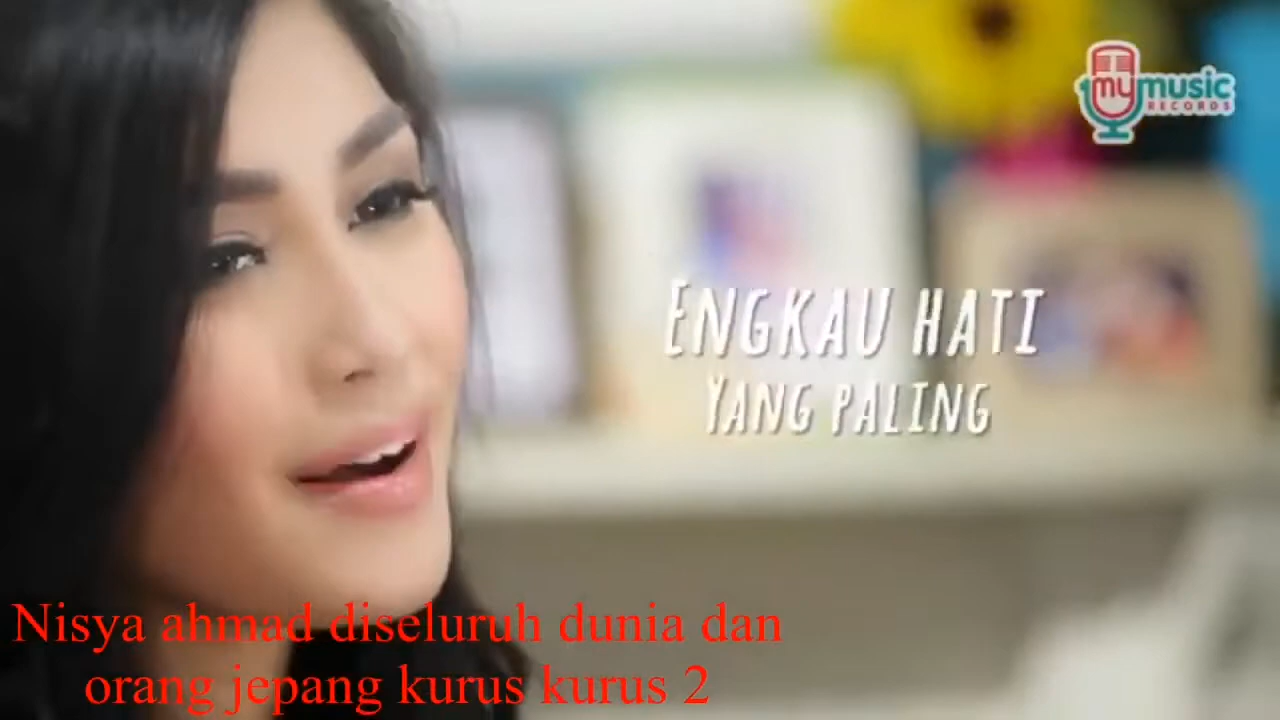 my music
RECORDS
ENGKAU HATI
YANG PALING
Nisya ahmad diseluruh dunia dan
orang jepang kurus kurus 2